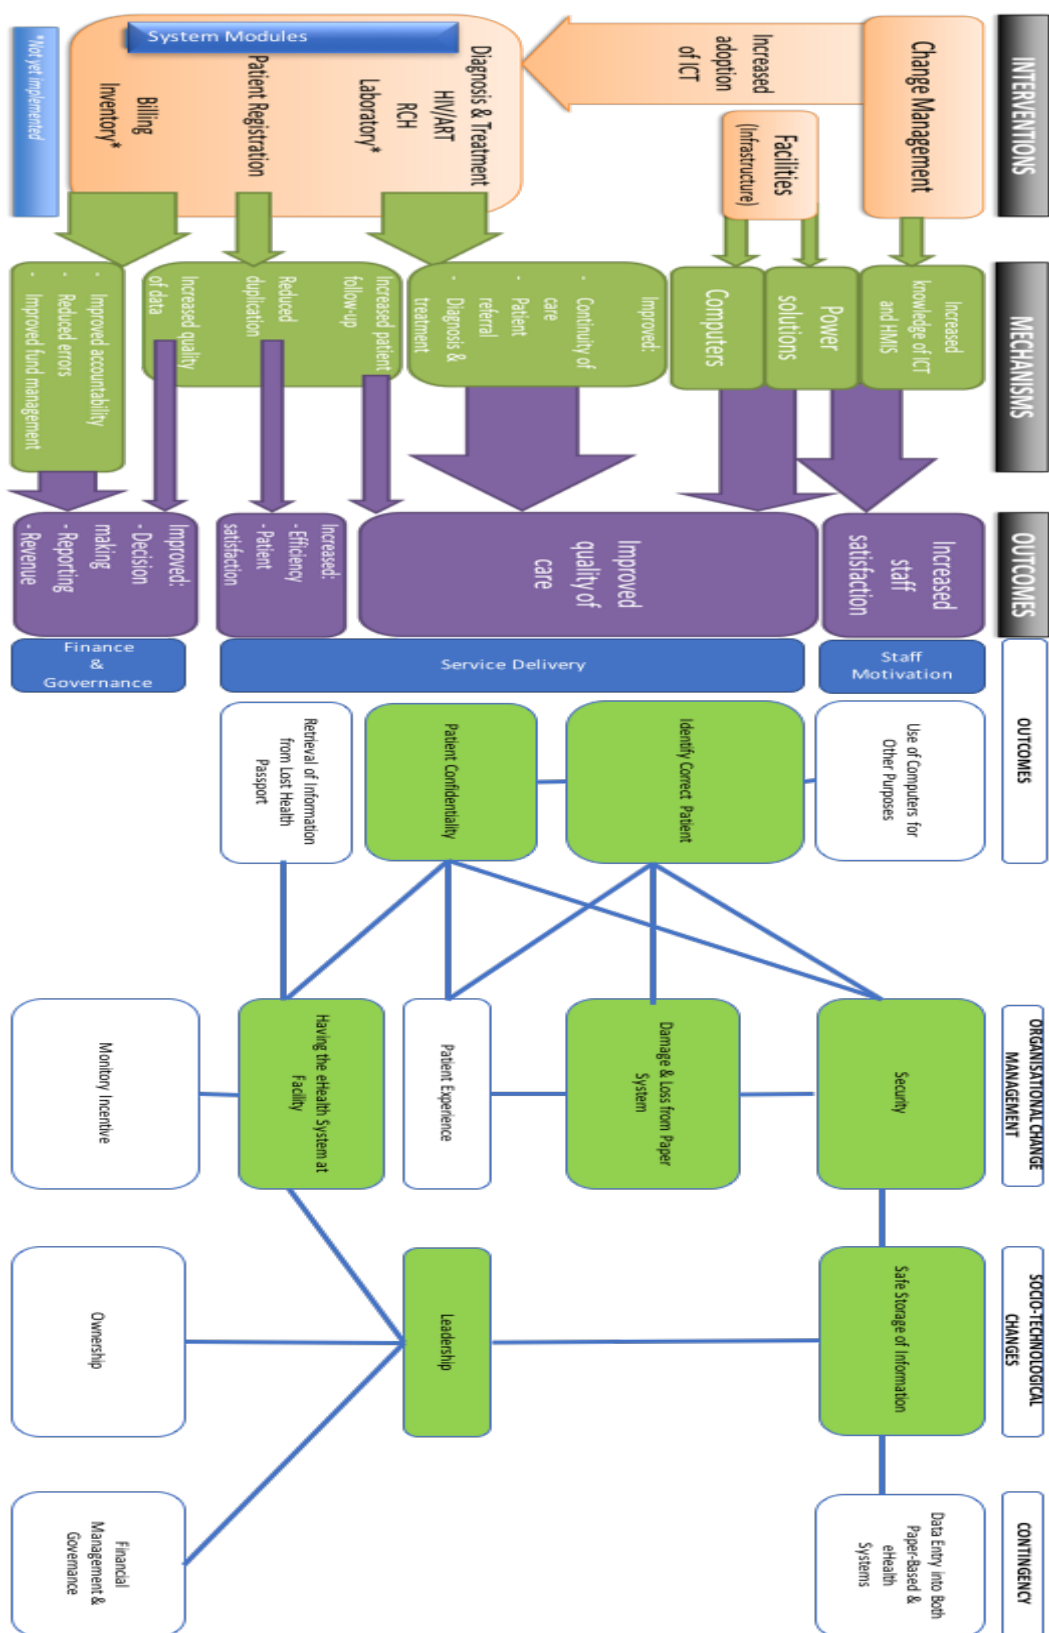 INTERVENTIONS
MECHANISMS
OUTCOMES
OUTCOMES
ORGANISATIONAL CHANGE
MANAGEMENT
SOCIO-TECHNOLOGICAL
CHANGES
CONTINGENCY
Change Management
Increased
adoption
of ICT
Facilities
(Infrastructure)
System Modules
Diagnosis & Treatment
HIV/ART
RCH
Laboratory*
Patient Registration
Billing
Inventory*
*Not yet implemented
Increased
knowledge of ICT
and HMIS
Power
solutions
Computers
Improved:
- Continuity of
care
- Patient
referral
- Diagnosis &
treatment
Increased patient
follow-up
Reduced
duplication
Increased quality
of data
- Improved accountability
- Reduced errors
- Improved fund management
Increased
staff
satisfaction
Improved
quality of
care
Increased:
- Efficiency
- Patient
satisfaction
Improved:
- Decision
making
- Reporting
- Revenue
Staff
Motivation
Service Delivery
Finance
&
Governance
Use of Computers for
Other Purposes
Identify Correct Patient
Patient Confidentiality
Retrieval of Information
from Lost Health
Passport
Security
Damage & Loss from Paper
System
Patient Experience
Having the eHealth System at
Facility
Monitory Incentive
Safe Storage of Information
Leadership
Ownership
Data Entry into Both
Paper-Based &
eHealth
Systems
Financial
Management &
Governance